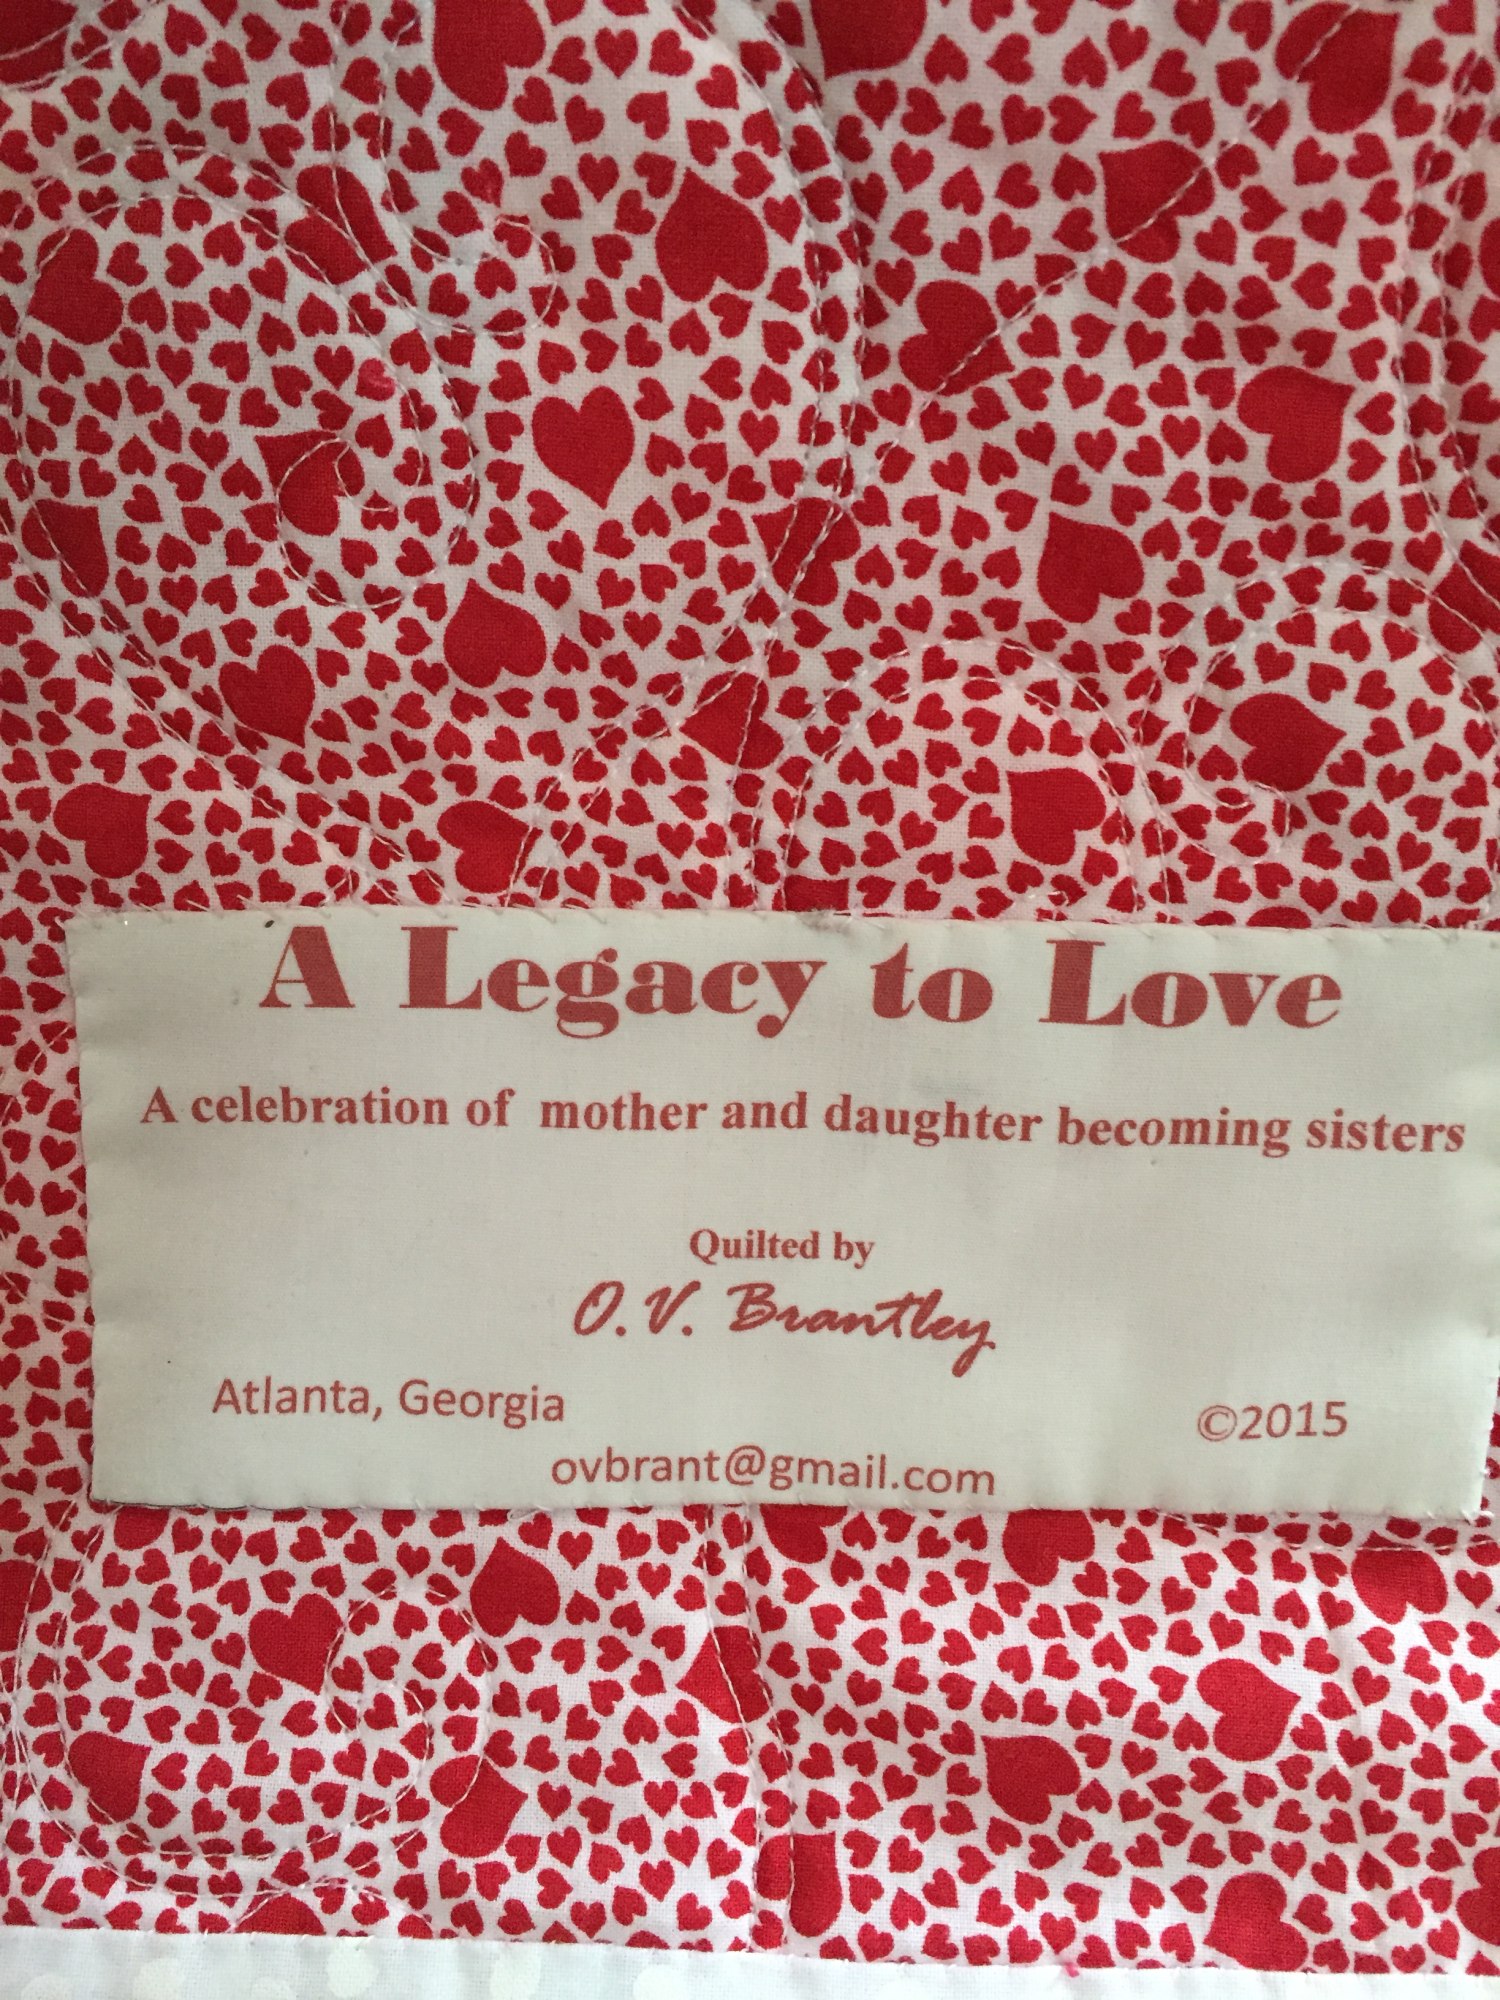 A Legacy to Love
A celebration of mother and daughter becoming sisters
Quilted by
O. V. Brantley
Atlanta, Georgia ©2015
ovbrant@gmail.com